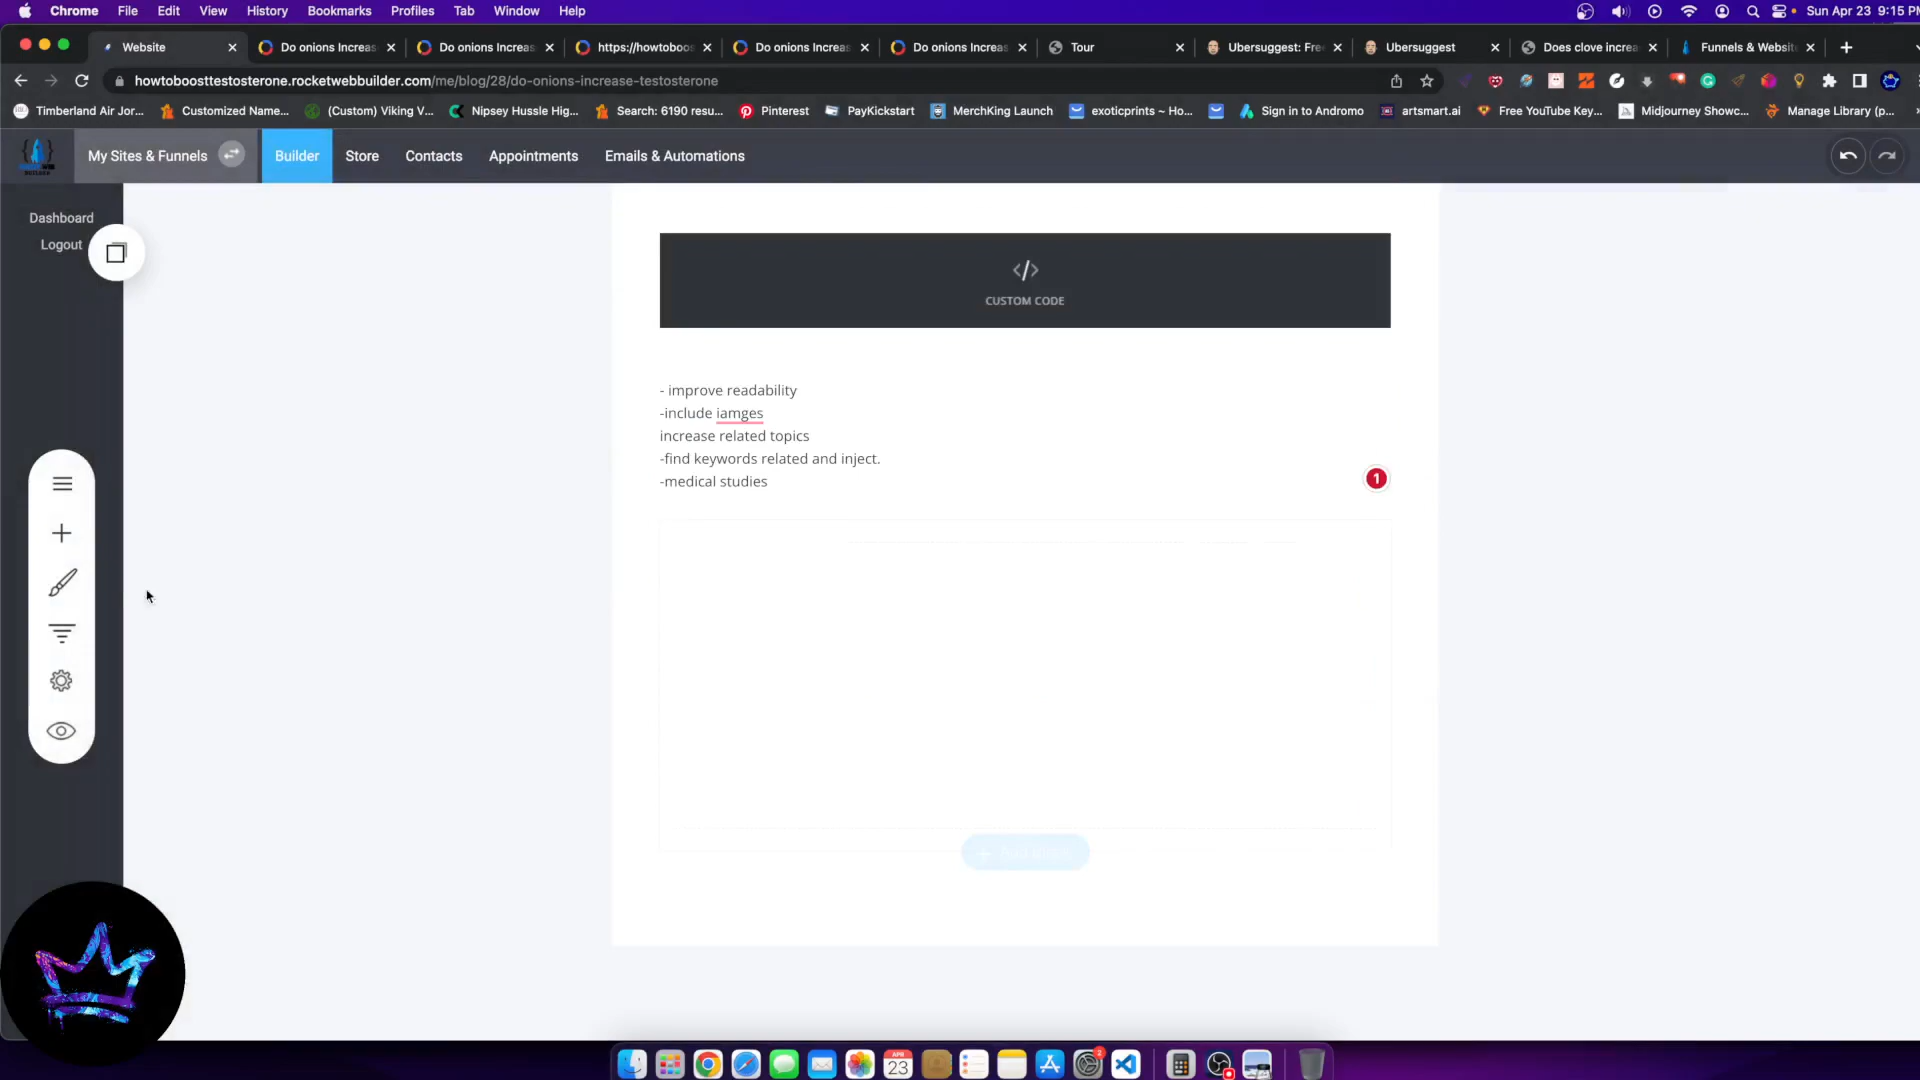 Chrome File Edit View History Bookmarks Profiles Tab Window Help
Sun Apr 23 9:15 PM
Website
Do onions Increas
Do onions Increas
https://howtoboos
Do onions Increas
Do onions Increas
Tour
Ubersuggest: Fre
Ubersuggest
Does clove increa
Funnels & Websit
howtoboosttestosterone.rocketwebbuilder.com/me/blog/28/do-onions-increase-testosterone
Timberland Air Jor...
Customized Name...
(Custom) Viking V...
Nipsey Hussle Hig...
Search: 6190 resu...
Pinterest
PayKickstart
MerchKing Launch
exoticprints ~ Ho...
Sign in to Andromo
artsmart.ai
Free YouTube Key...
Midjourney Showc...
Manage Library (p...
My Sites & Funnels
Builder
Store
Contacts
Appointments
Emails & Automations
Dashboard
Logout
</>
CUSTOM CODE
- improve readability
-include iamges
increase related topics
-find keywords related and inject.
-medical studies
1
APR
23
2